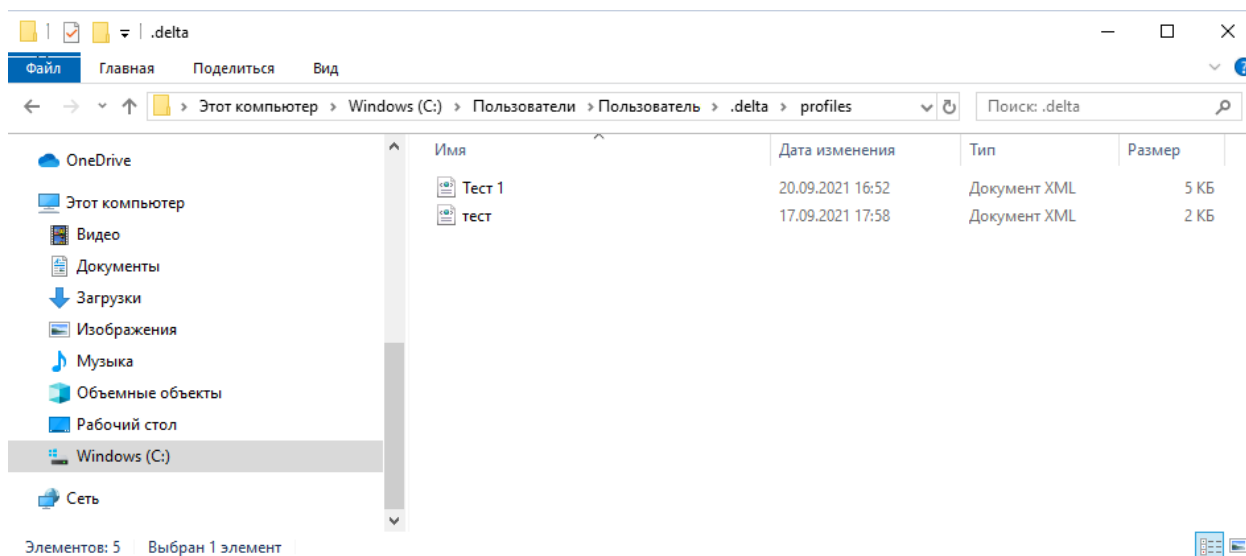 .delta
Файл Главная Поделиться Вид
Этот компьютер > Windows (C:) > Пользователи > Пользователь > .delta > profiles Поиск: .delta
Имя Дата изменения Тип Размер
OneDrive
Тест 1 20.09.2021 16:52 Документ XML 5 КБ
Этот компьютер
тест 17.09.2021 17:58 Документ XML 2 КБ
Видео
Документы
Загрузки
Изображения
Музыка
Объемные объекты
Рабочий стол
Windows (C:)
Сеть
Элементов: 5 Выбран 1 элемент